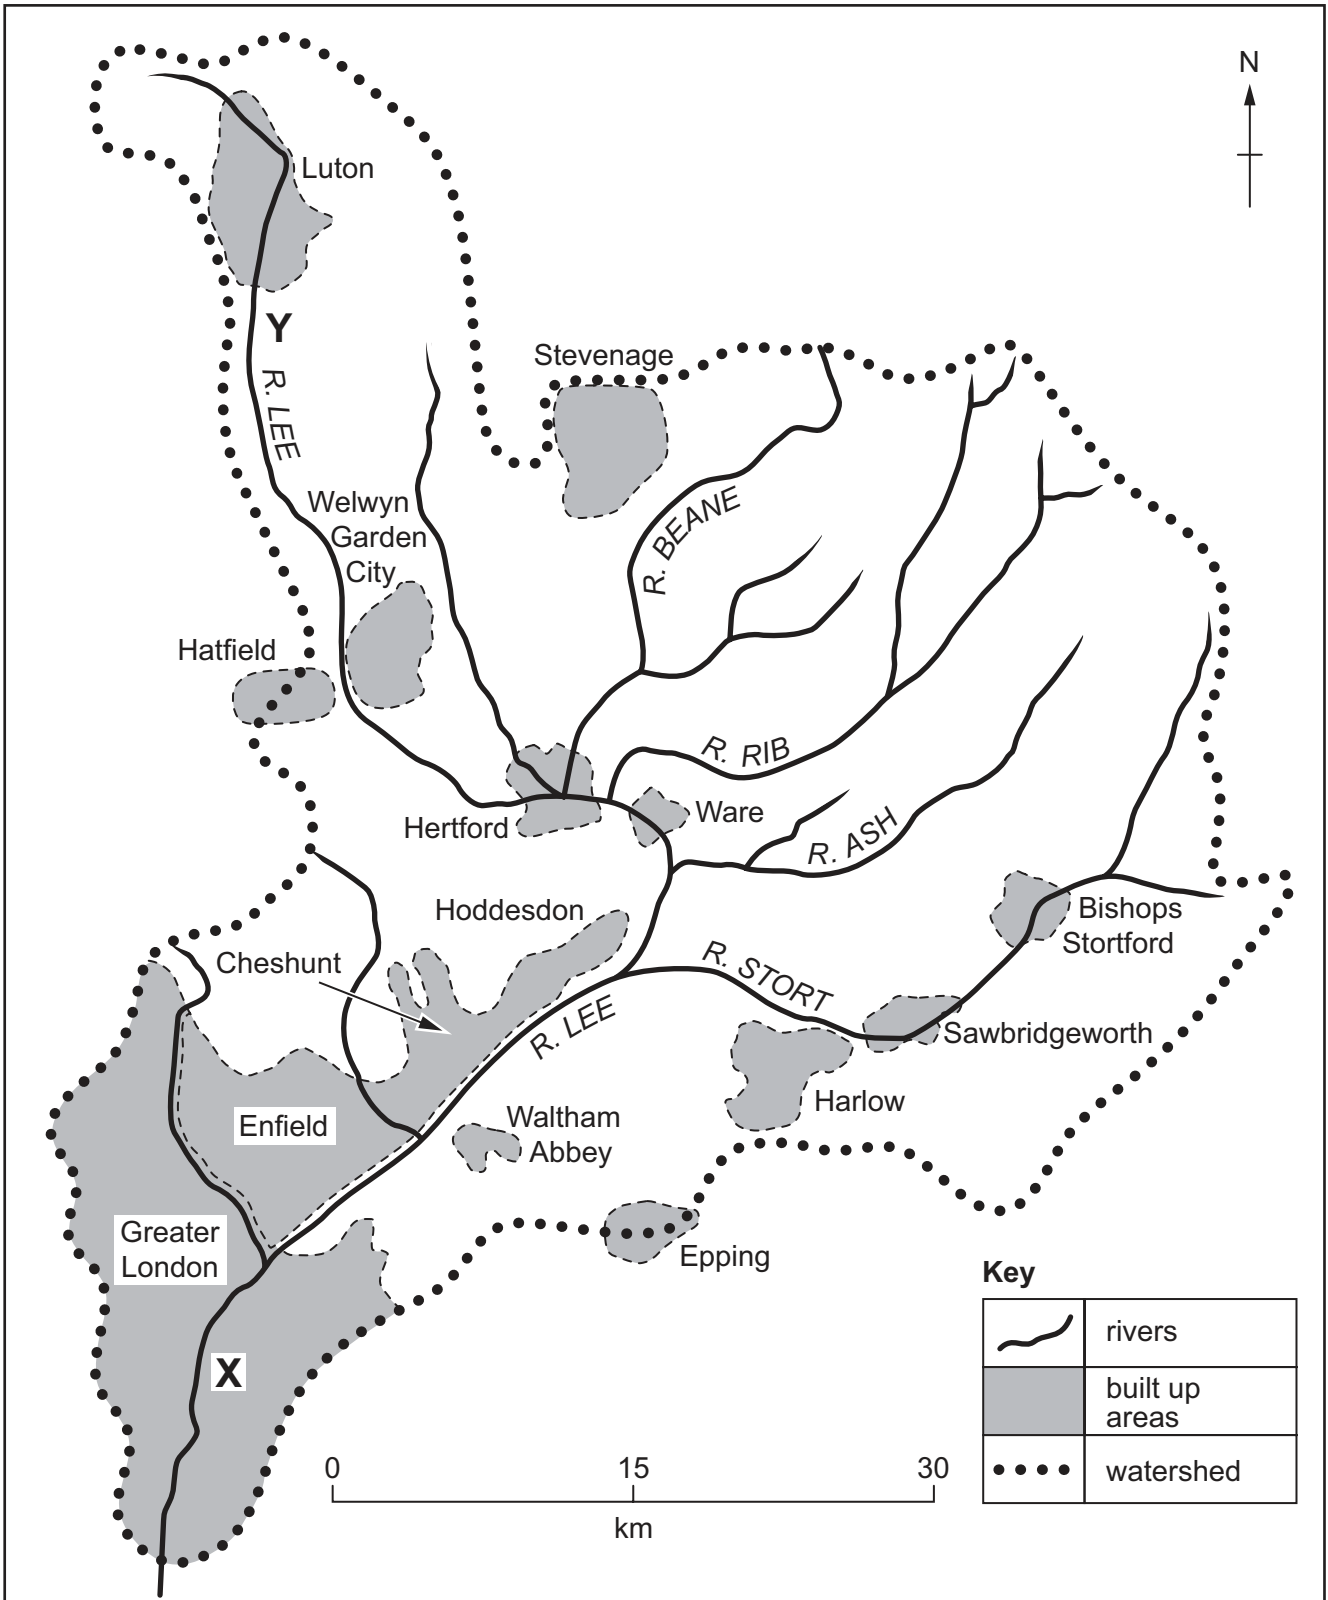 N
Luton
Y
R. LEE
Stevenage
Welwyn
Garden
City
R. BEANE
Hatfield
R. RIB
Hertford
Ware
R. ASH
Hoddesdon
Bishops
Stortford
Cheshunt
R. STORT
R. LEE
Sawbridgeworth
Harlow
Enfield
Waltham
Abbey
Greater
London
Epping
X
Key
rivers
built up
areas
watershed
0 15 30
km